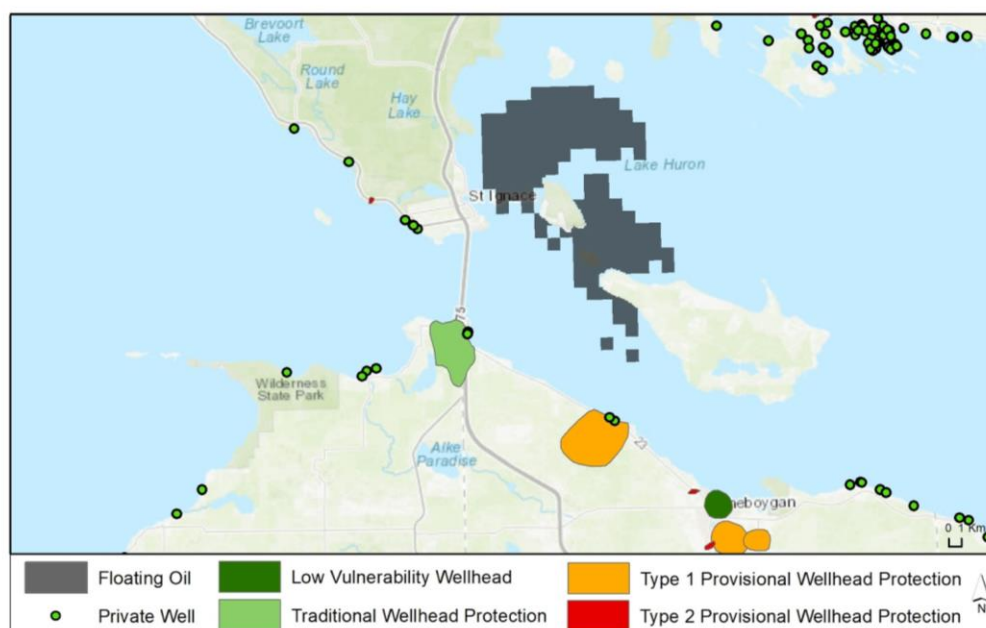 Brevoort
Lake
Round
Lake
Hay
Lake
Lake Huron
St Ignace
75
Wilderness
State Park
Alke
Paradise
23
neboygan
0 1 Km
Floating Oil
Low Vulnerability Wellhead
Type 1 Provisional Wellhead Protection
Private Well
Traditional Wellhead Protection
Type 2 Provisional Wellhead Protection
N